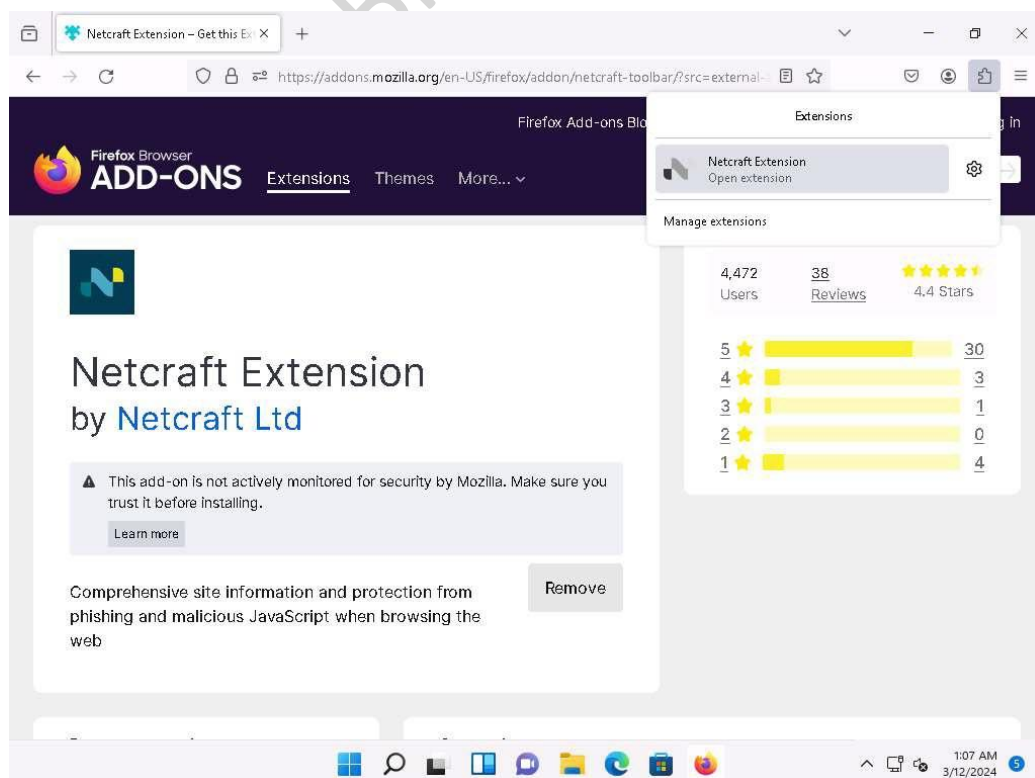 Netcraft Extension – Get this Ex
https://addons.mozilla.org/en-US/firefox/addon/netcraft-toolbar/?src=external-
Extensions
Netcraft Extension
Open extension
Manage extensions
Firefox Add-ons Blo
g in
Firefox Browser
ADD-ONS
Extensions Themes More...
4,472 38
Users Reviews 4.4 Stars
5 30
4 3
3 1
2 0
1 4
Netcraft Extension
by Netcraft Ltd
This add-on is not actively monitored for security by Mozilla. Make sure you
trust it before installing.
Learn more
Comprehensive site information and protection from
phishing and malicious JavaScript when browsing the
web
Remove
1:07 AM
3/12/2024
5